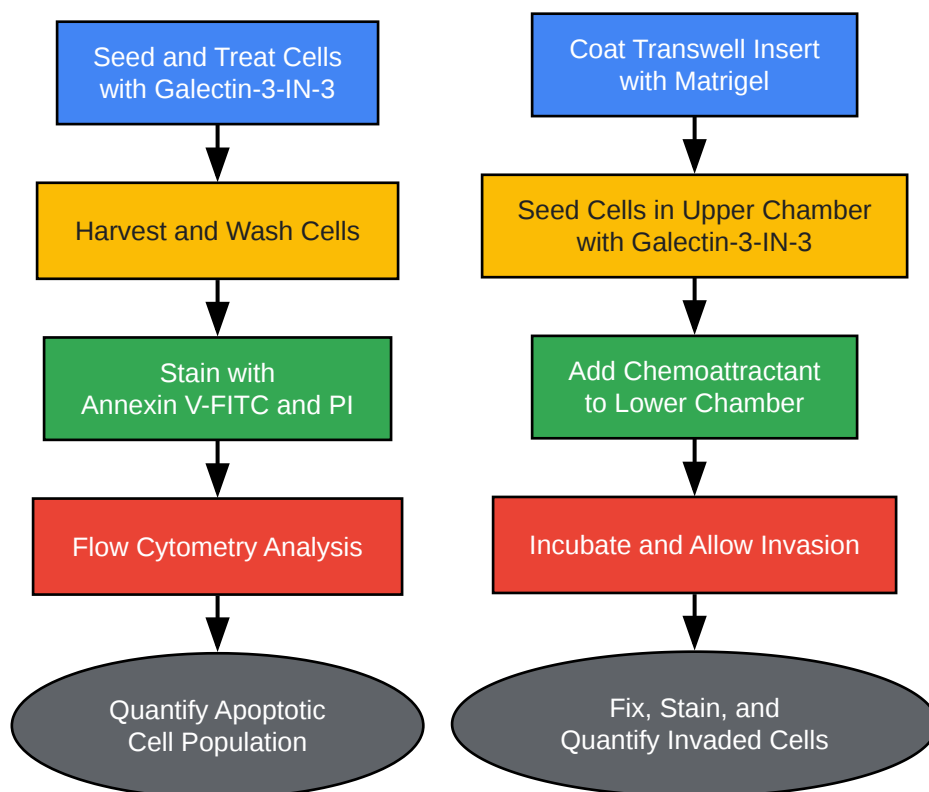 Seed and Treat Cells
with Galectin-3-IN-3
Harvest and Wash Cells
Stain with
Annexin V-FITC and PI
Flow Cytometry Analysis
Quantify Apoptotic
Cell Population
Coat Transwell Insert
with Matrigel
Seed Cells in Upper Chamber
with Galectin-3-IN-3
Add Chemoattractant
to Lower Chamber
Incubate and Allow Invasion
Fix, Stain, and
Quantify Invaded Cells